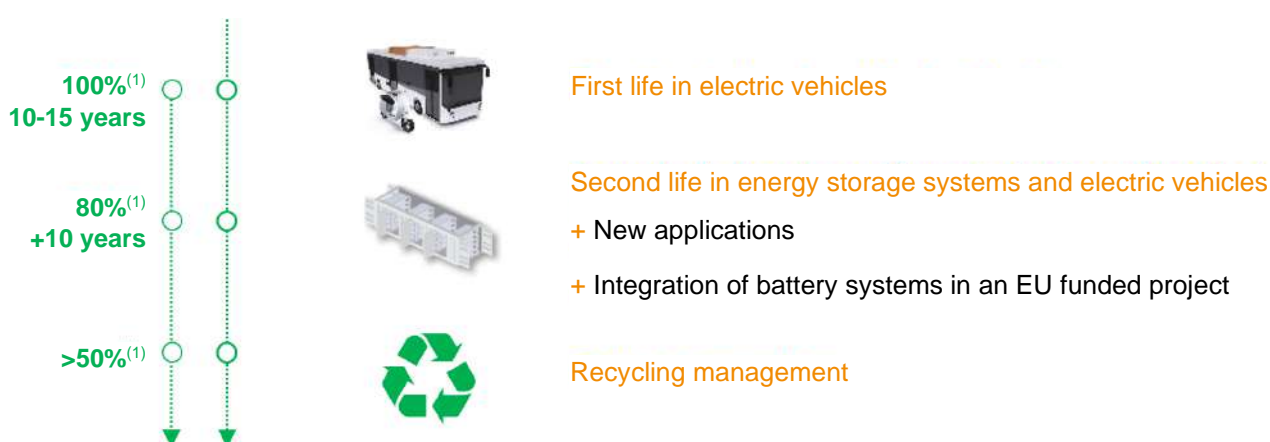 100%(1)
10-15 years
First life in electric vehicles
80%(1)
+10 years
Second life in energy storage systems and electric vehicles
+ New applications
+ Integration of battery systems in an EU funded project
>50%(1)
Recycling management